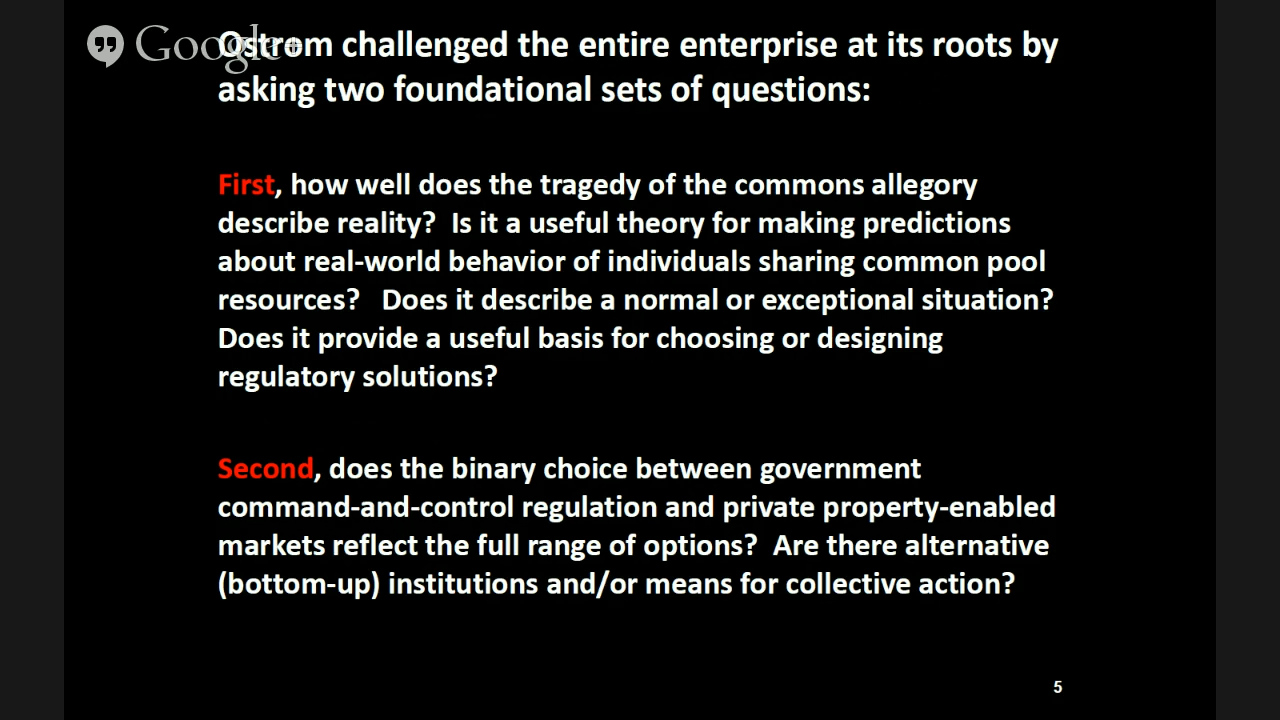 Google+
Ostrom challenged the entire enterprise at its roots by
asking two foundational sets of questions:
First, how well does the tragedy of the commons allegory
describe reality?  Is it a useful theory for making predictions
about real-world behavior of individuals sharing common pool
resources?   Does it describe a normal or exceptional situation?
Does it provide a useful basis for choosing or designing
regulatory solutions?
Second, does the binary choice between government
command-and-control regulation and private property-enabled
markets reflect the full range of options?  Are there alternative
(bottom-up) institutions and/or means for collective action?
5